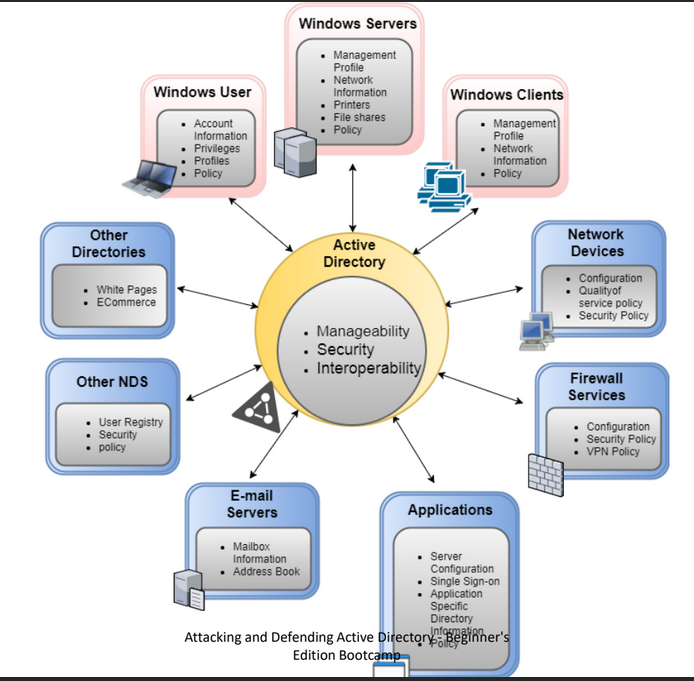 Windows Servers
Management
Profile
Network
Information
Printers
File shares
Policy
Windows User
Account
Information
Privileges
Profiles
Policy
Windows Clients
Management
Profile
Network
Information
Policy
Other
Directories
White Pages
ECommerce
Active
Directory
Manageability
Security
Interoperability
Network
Devices
Configuration
Qualityof
service policy
Security Policy
Other NDS
User Registry
Security
policy
Firewall
Services
Configuration
Security Policy
VPN Policy
E-mail
Servers
Mailbox
Information
Address Book
Applications
Server
Configuration
Single Sign-on
Application
Specific
Directory
Information
Policy
Attacking and Defending Active Directory - Beginner's
Edition Bootcamp